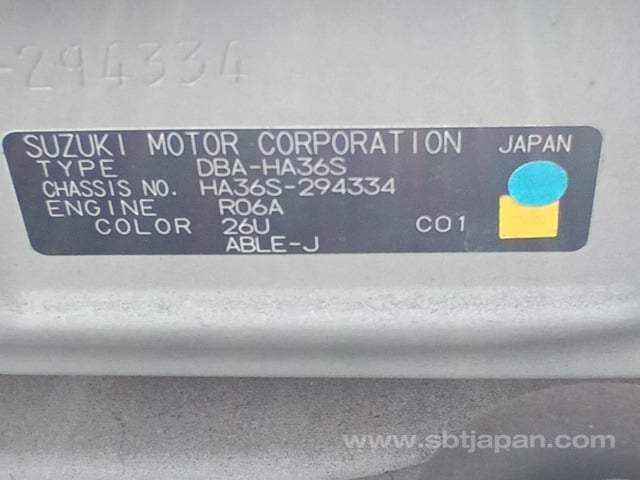 -294334
SUZUKI MOTOR CORPORATION JAPAN
TYPE DBA-HA36S
CHASSIS NO. HA36S-294334
ENGINE R06A
COLOR 26U C01
ABLE-J
www.sbtjapan.com